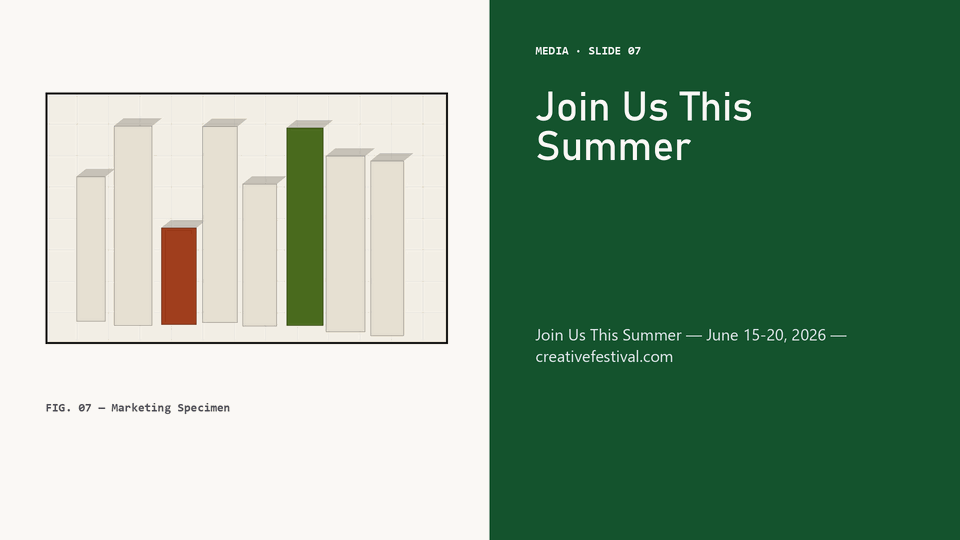 MEDIA · SLIDE 07
Join Us This
Summer
Join Us This Summer — June 15-20, 2026 —
creativefestival.com
FIG. 07 — Marketing Specimen